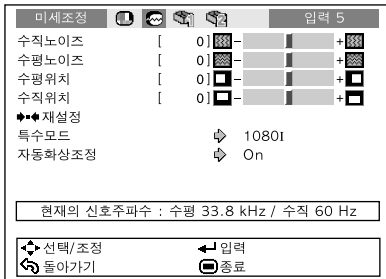 미세조정 입력 5
수직노이즈 [ 0] - +
수평노이즈 [ 0] - +
수평위치 [ 0] - +
수직위치 [ 0] - +
재설정
특수모드 1080I
자동화상조정 On
현재의 신호주파수 : 수평 33.8 kHz / 수직 60 Hz
선택/조정 입력
돌아가기 종료